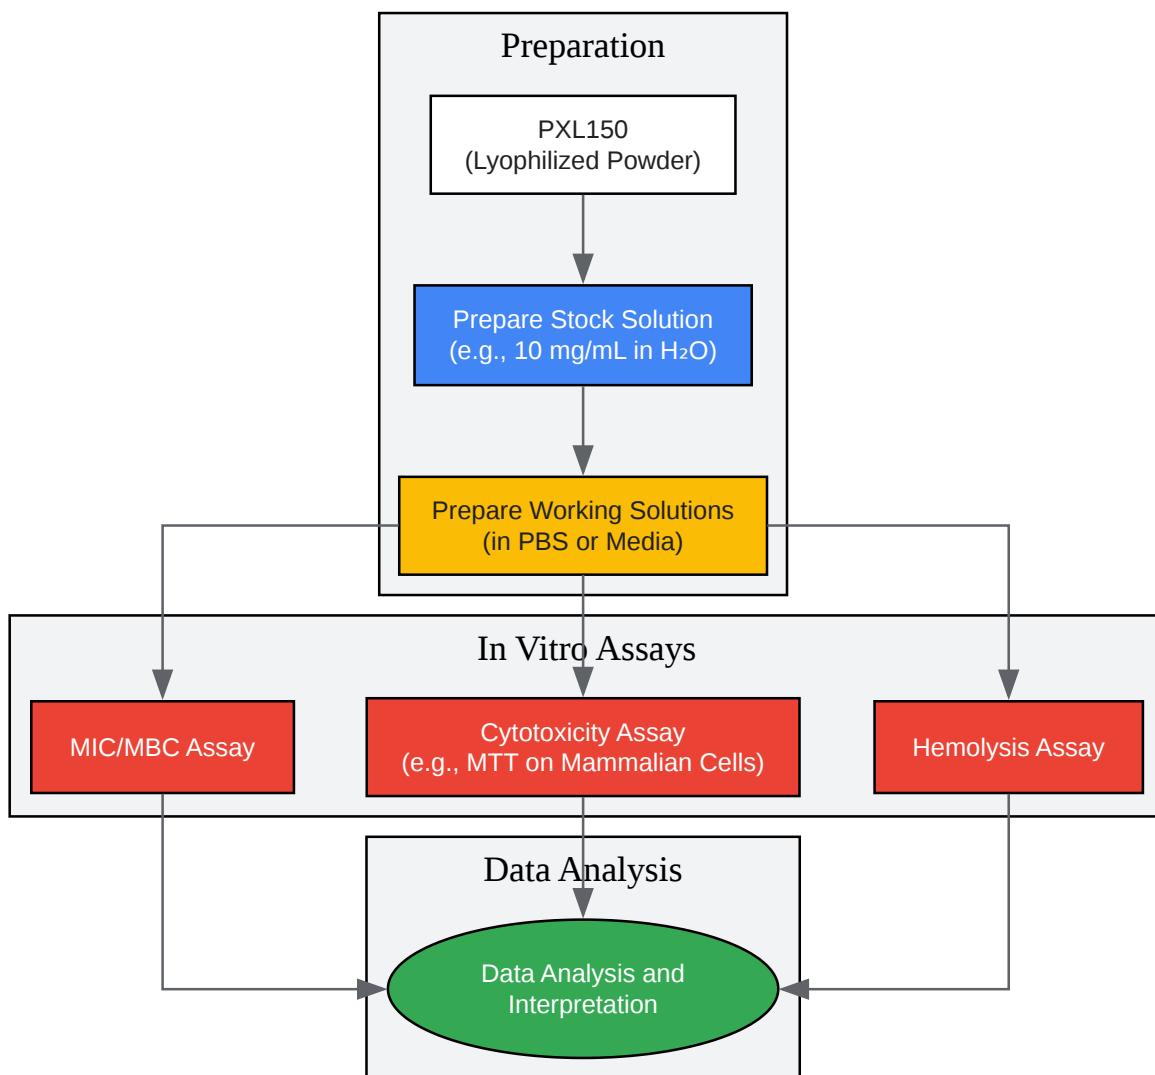 Preparation
PXL150
(Lyophilized Powder)
Prepare Stock Solution
(e.g., 10 mg/mL in H₂O)
Prepare Working Solutions
(in PBS or Media)
In Vitro Assays
MIC/MBC Assay
Cytotoxicity Assay
(e.g., MTT on Mammalian Cells)
Hemolysis Assay
Data Analysis
Data Analysis and
Interpretation